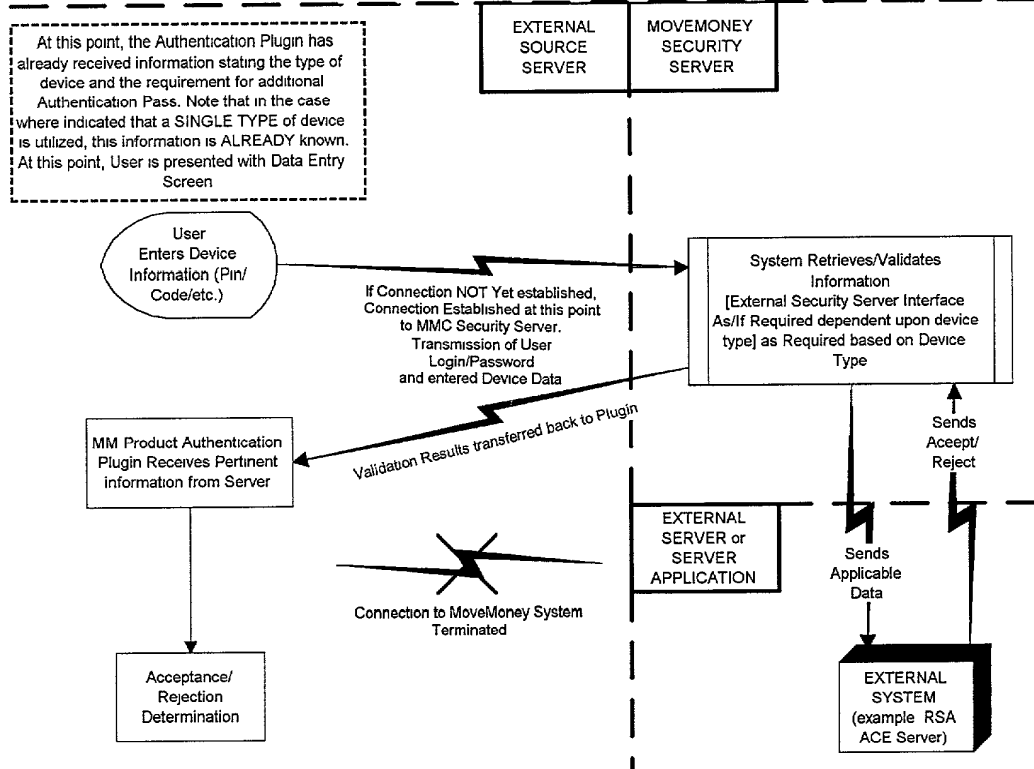 At this point, the Authentication Plugin has
already received information stating the type of
device and the requirement for additional
Authentication Pass. Note that in the case
where indicated that a SINGLE TYPE of device
is utilized, this information is ALREADY known.
At this point, User is presented with Data Entry
Screen
EXTERNAL
SOURCE
SERVER
MOVEMONEY
SECURITY
SERVER
User
Enters Device
Information (Pin/
Code/etc.)
If Connection NOT Yet established,
Connection Established at this point
to MMC Security Server.
Transmission of User
Login/Password
and entered Device Data
System Retrieves/Validates
Information
[External Security Server Interface
As/If Required dependent upon device
type] as Required based on Device
Type
Validation Results transferred back to Plugin
MM Product Authentication
Plugin Receives Pertinent
information from Server
Sends
Aceept/
Reject
EXTERNAL
SERVER or
SERVER
APPLICATION
Sends
Applicable
Data
Connection to MoveMoney System
Terminated
Acceptance/
Rejection
Determination
EXTERNAL
SYSTEM
(example RSA
ACE Server)